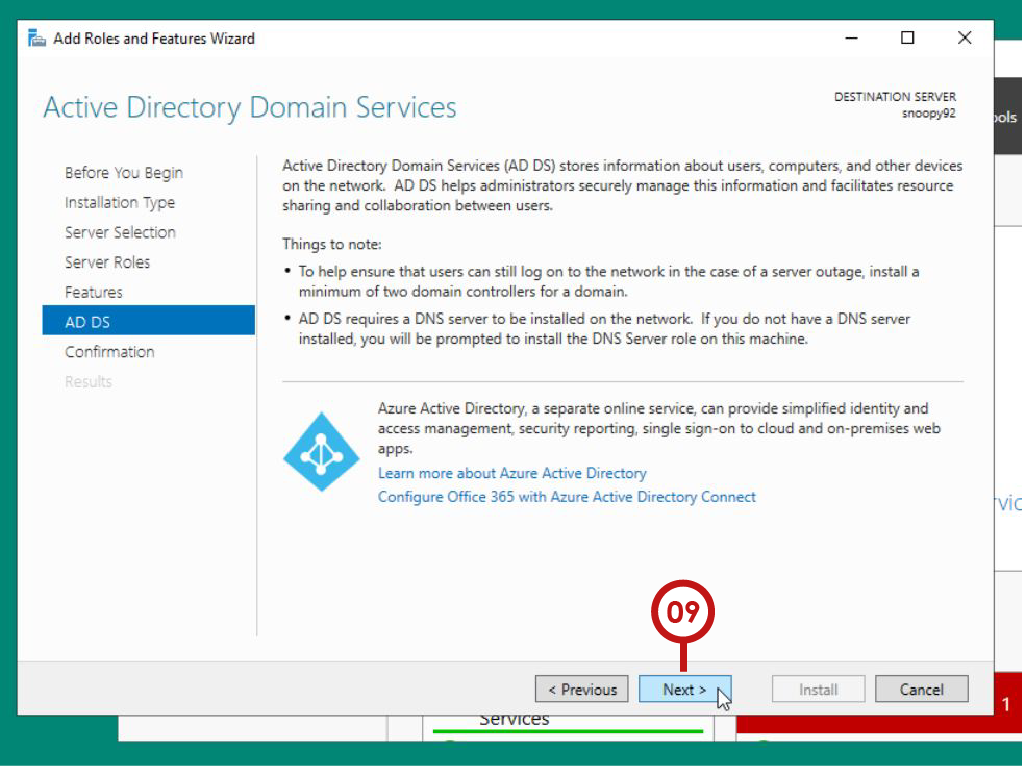 Add Roles and Features Wizard
Active Directory Domain Services
DESTINATION SERVER
snoopy92
ools
Before You Begin
Installation Type
Server Selection
Server Roles
Features
AD DS
Confirmation
Results
Active Directory Domain Services (AD DS) stores information about users, computers, and other devices
on the network.  AD DS helps administrators securely manage this information and facilitates resource
sharing and collaboration between users.
Things to note:
• To help ensure that users can still log on to the network in the case of a server outage, install a
minimum of two domain controllers for a domain.
• AD DS requires a DNS server to be installed on the network.  If you do not have a DNS server
installed, you will be prompted to install the DNS Server role on this machine.
Azure Active Directory, a separate online service, can provide simplified identity and
access management, security reporting, single sign-on to cloud and on-premises web
apps.
Learn more about Azure Active Directory
Configure Office 365 with Azure Active Directory Connect
rvic
09
< Previous
Next >
Install
Cancel
1
Services